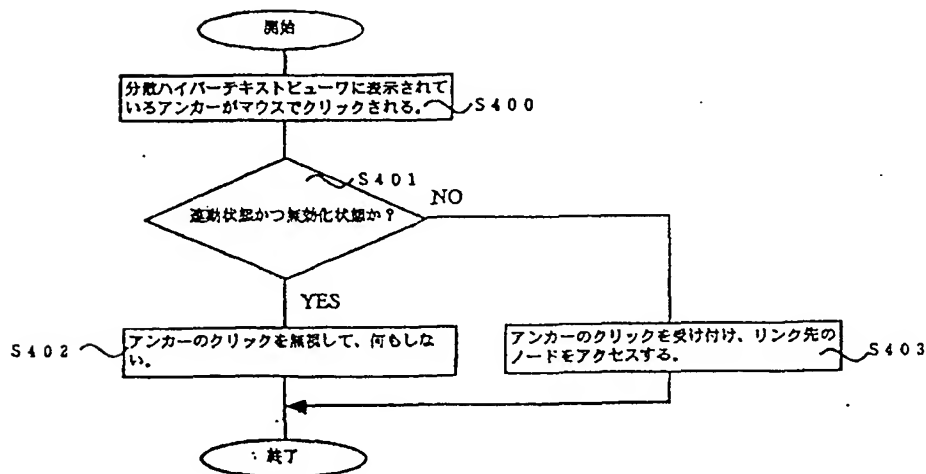 開始
分散ハイパーテキストビューワに表示されて
いるアンカーがマウスでクリックされる。
S400
S401
連動状態かつ無効化状態か?
NO
YES
S402
アンカーのクリックを無視して、何もしな
い。
アンカーのクリックを受け付け、リンク先の
ノードをアクセスする。
S403
終了